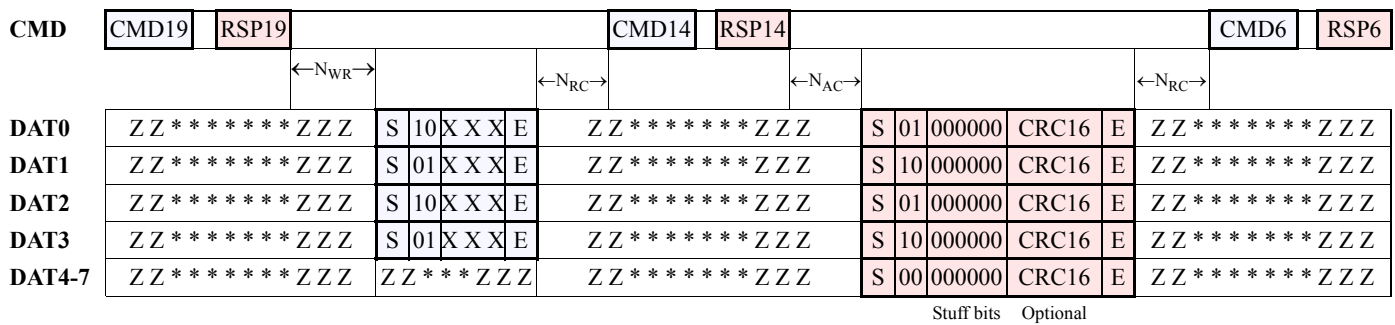 CMD CMD19 RSP19 CMD14 RSP14 CMD6 RSP6
←NWR→ ←NRC→ ←NAC→ ←NRC→
DAT0 Z Z * * * * * * * Z Z Z S 10 X X X E Z Z * * * * * * * Z Z Z S 01 000000 CRC16 E Z Z * * * * * * * Z Z Z
DAT1 Z Z * * * * * * * Z Z Z S 01 X X X E Z Z * * * * * * * Z Z Z S 10 000000 CRC16 E Z Z * * * * * * * Z Z Z
DAT2 Z Z * * * * * * * Z Z Z S 10 X X X E Z Z * * * * * * * Z Z Z S 01 000000 CRC16 E Z Z * * * * * * * Z Z Z
DAT3 Z Z * * * * * * * Z Z Z S 01 X X X E Z Z * * * * * * * Z Z Z S 10 000000 CRC16 E Z Z * * * * * * * Z Z Z
DAT4-7 Z Z * * * * * * * Z Z Z Z Z * * * Z Z Z Z Z * * * * * * * Z Z Z S 00 000000 CRC16 E Z Z * * * * * * * Z Z Z
Stuff bits Optional